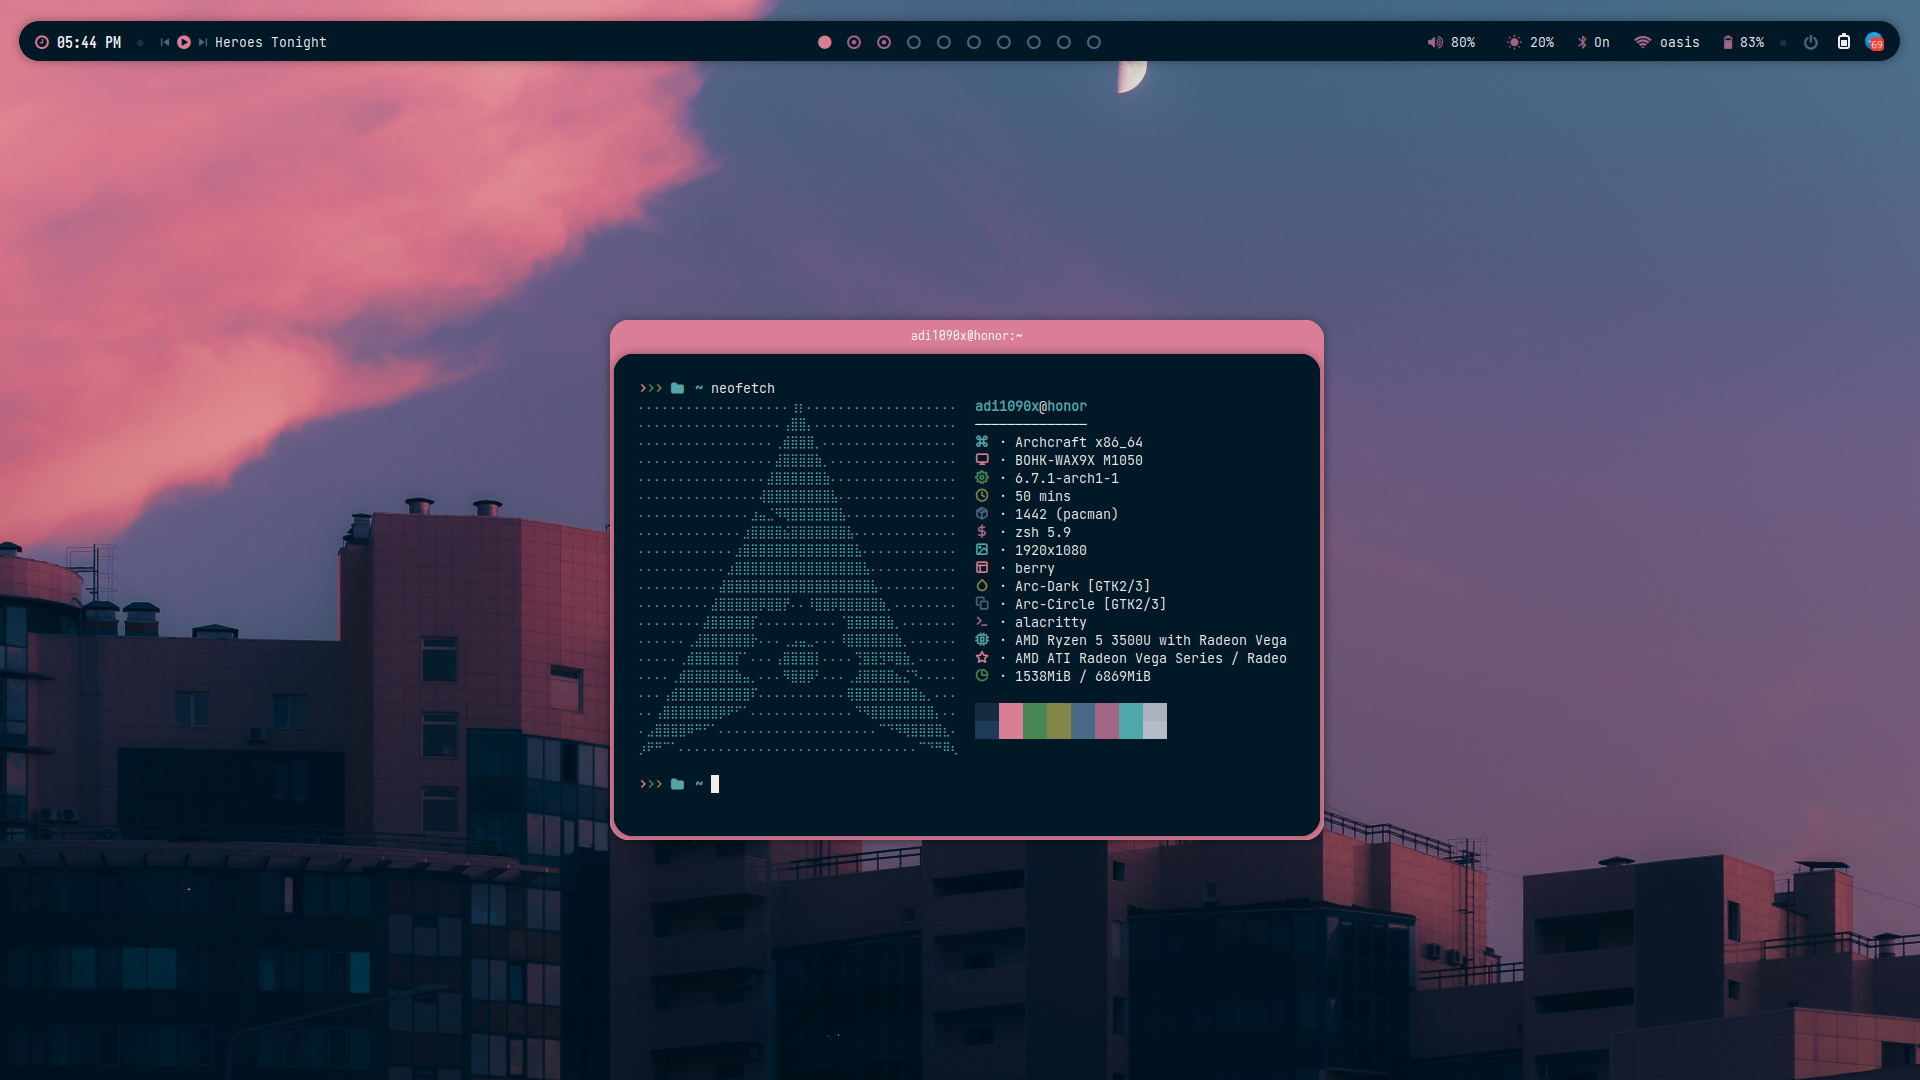 05:44 PM Heroes Tonight 80% 20% On oasis 83% 69
adi1090x@honor:~
~ neofetch
adi1090x@honor
· Archcraft x86_64
· BOHK-WAX9X M1050
· 6.7.1-arch1-1
· 50 mins
· 1442 (pacman)
· zsh 5.9
· 1920x1080
· berry
· Arc-Dark [GTK2/3]
· Arc-Circle [GTK2/3]
· alacritty
· AMD Ryzen 5 3500U with Radeon Vega
· AMD ATI Radeon Vega Series / Radeo
· 1538MiB / 6869MiB
~